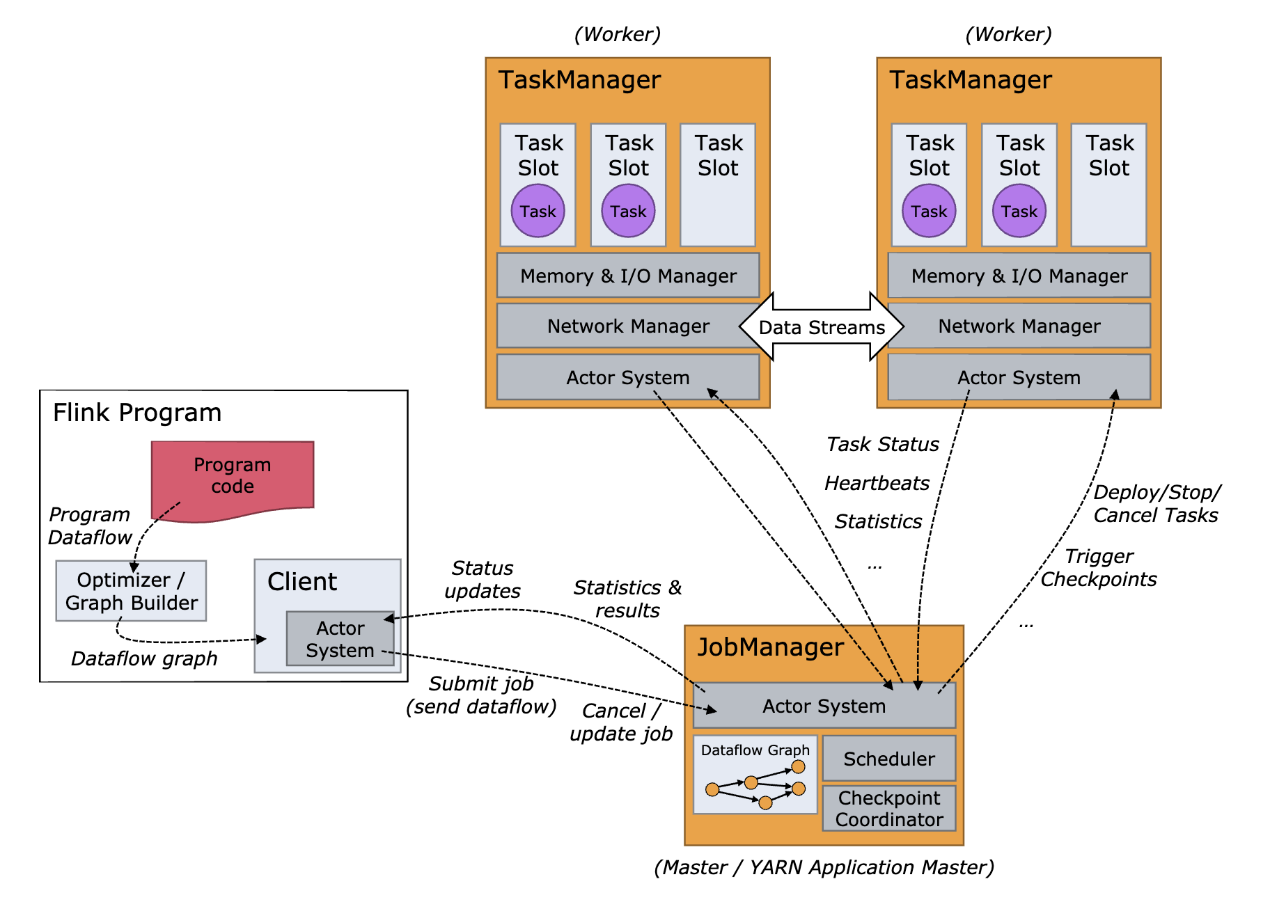 (Worker)
TaskManager
Task
Slot
Task
Task
Slot
Task
Task
Slot
Memory & I/O Manager
Network Manager
Actor System
(Worker)
TaskManager
Task
Slot
Task
Task
Slot
Task
Task
Slot
Memory & I/O Manager
Network Manager
Actor System
Data Streams
Flink Program
Program
code
Program
Dataflow
Optimizer /
Graph Builder
Dataflow graph
Client
Actor
System
Status
updates
Statistics &
results
Submit job
(send dataflow)
Cancel /
update job
Task Status
Heartbeats
Statistics
...
Deploy/Stop/
Cancel Tasks
Trigger
Checkpoints
...
JobManager
Actor System
Dataflow Graph
Scheduler
Checkpoint
Coordinator
(Master / YARN Application Master)